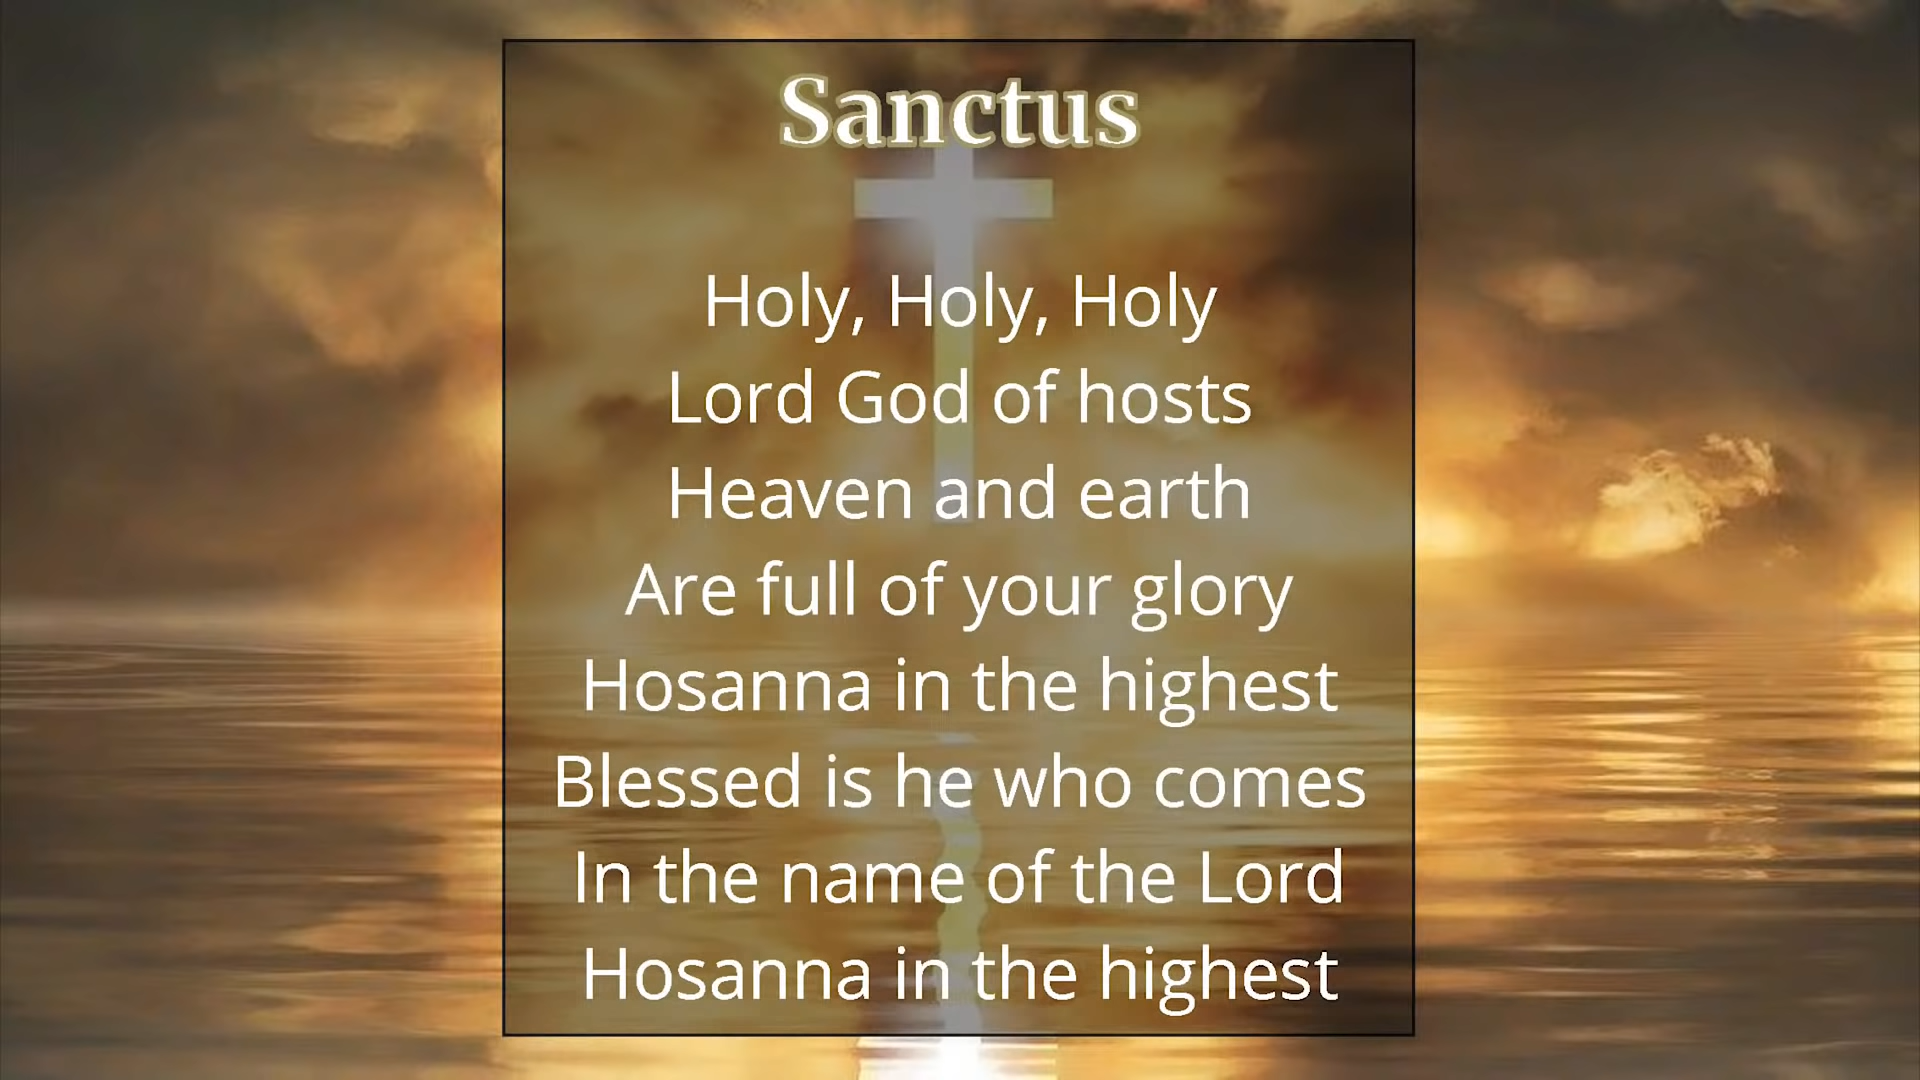 Sanctus
Holy, Holy, Holy
Lord God of hosts
Heaven and earth
Are full of your glory
Hosanna in the highest
Blessed is he who comes
In the name of the Lord
Hosanna in the highest